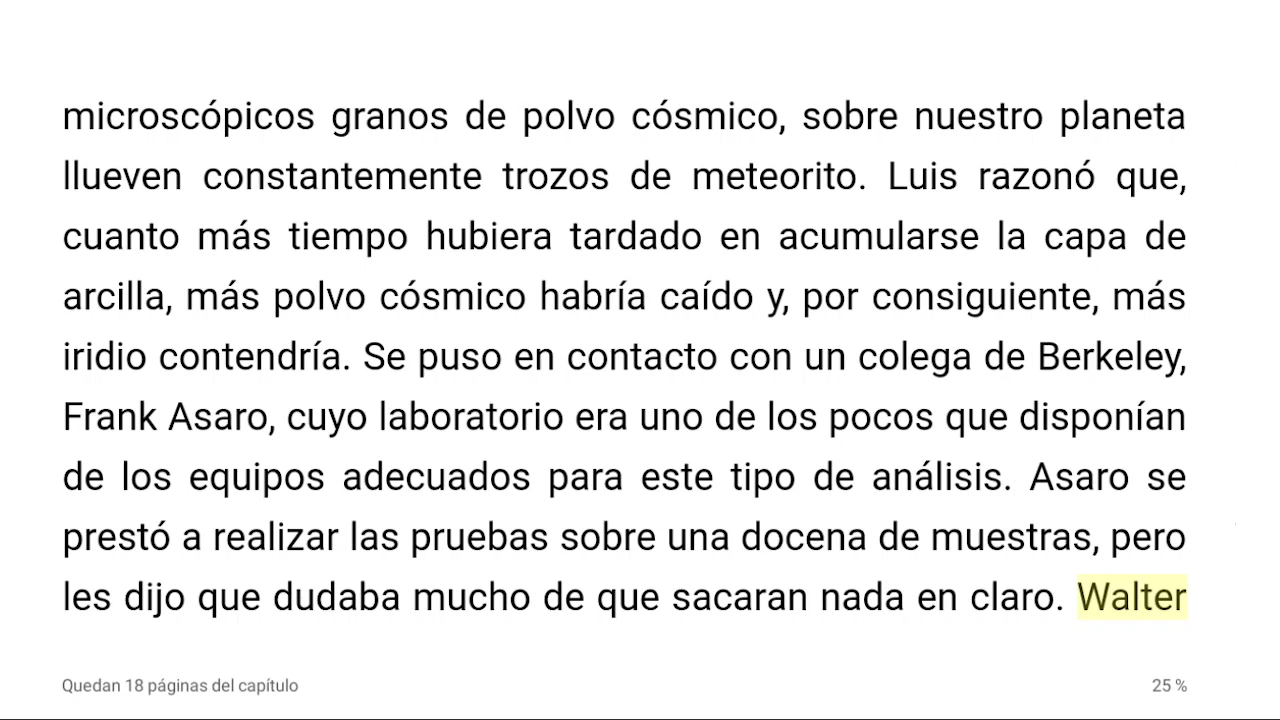 microscópicos granos de polvo cósmico, sobre nuestro planeta
llueven constantemente trozos de meteorito. Luis razonó que,
cuanto más tiempo hubiera tardado en acumularse la capa de
arcilla, más polvo cósmico habría caído y, por consiguiente, más
iridio contendría. Se puso en contacto con un colega de Berkeley,
Frank Asaro, cuyo laboratorio era uno de los pocos que disponían
de los equipos adecuados para este tipo de análisis. Asaro se
prestó a realizar las pruebas sobre una docena de muestras, pero
les dijo que dudaba mucho de que sacaran nada en claro. Walter
Quedan 18 páginas del capítulo
25 %